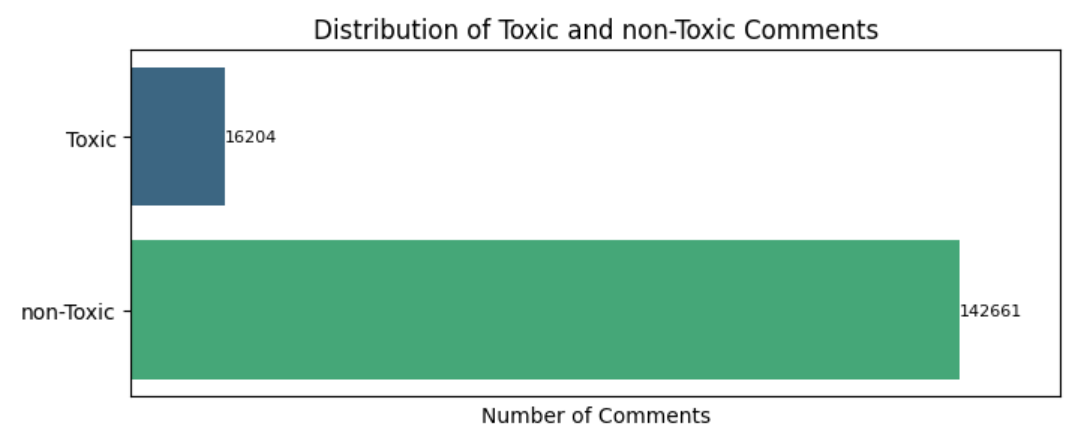 Distribution of Toxic and non-Toxic Comments
Toxic
16204
non-Toxic
142661
Number of Comments